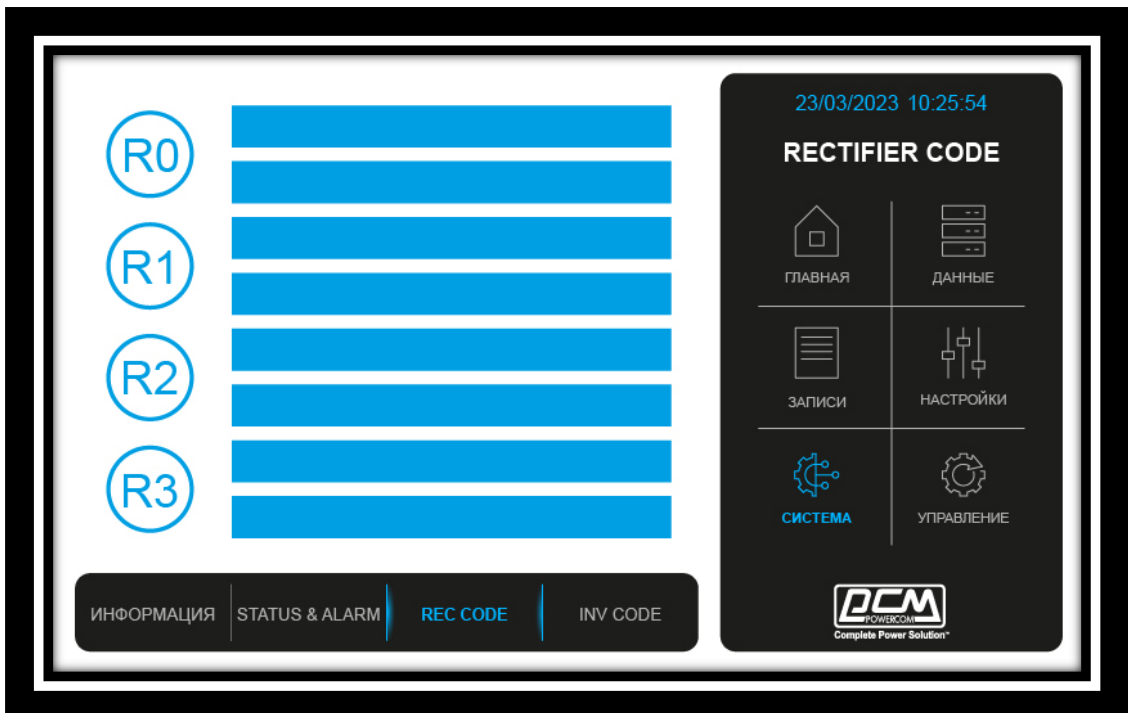 R0
R1
R2
R3
ИНФОРМАЦИЯ
STATUS & ALARM
REC CODE
INV CODE
23/03/2023 10:25:54
RECTIFIER CODE
ГЛАВНАЯ
ДАННЫЕ
ЗАПИСИ
НАСТРОЙКИ
СИСТЕМА
УПРАВЛЕНИЕ
PCM
POWERCOM
Complete Power Solution™